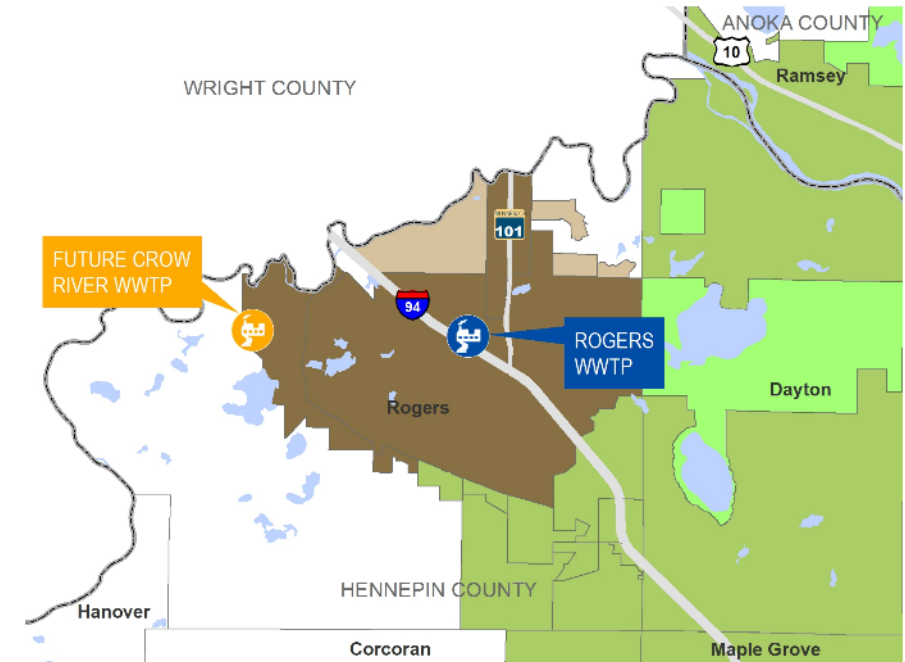 ANOKA COUNTY
10
Ramsey
WRIGHT COUNTY
MINNESOTA
101
FUTURE CROW
RIVER WWTP
94
ROGERS
WWTP
Dayton
Rogers
HENNEPIN COUNTY
Hanover
Corcoran
Maple Grove